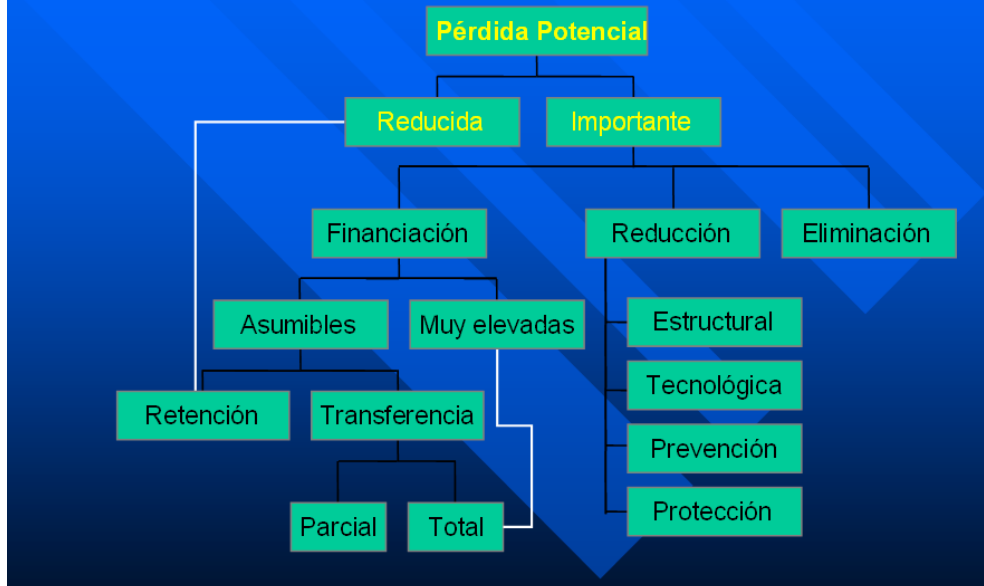 Pérdida Potencial
Reducida
Importante
Financiación
Reducción
Eliminación
Asumibles
Muy elevadas
Estructural
Tecnológica
Retención
Transferencia
Prevención
Parcial
Total
Protección